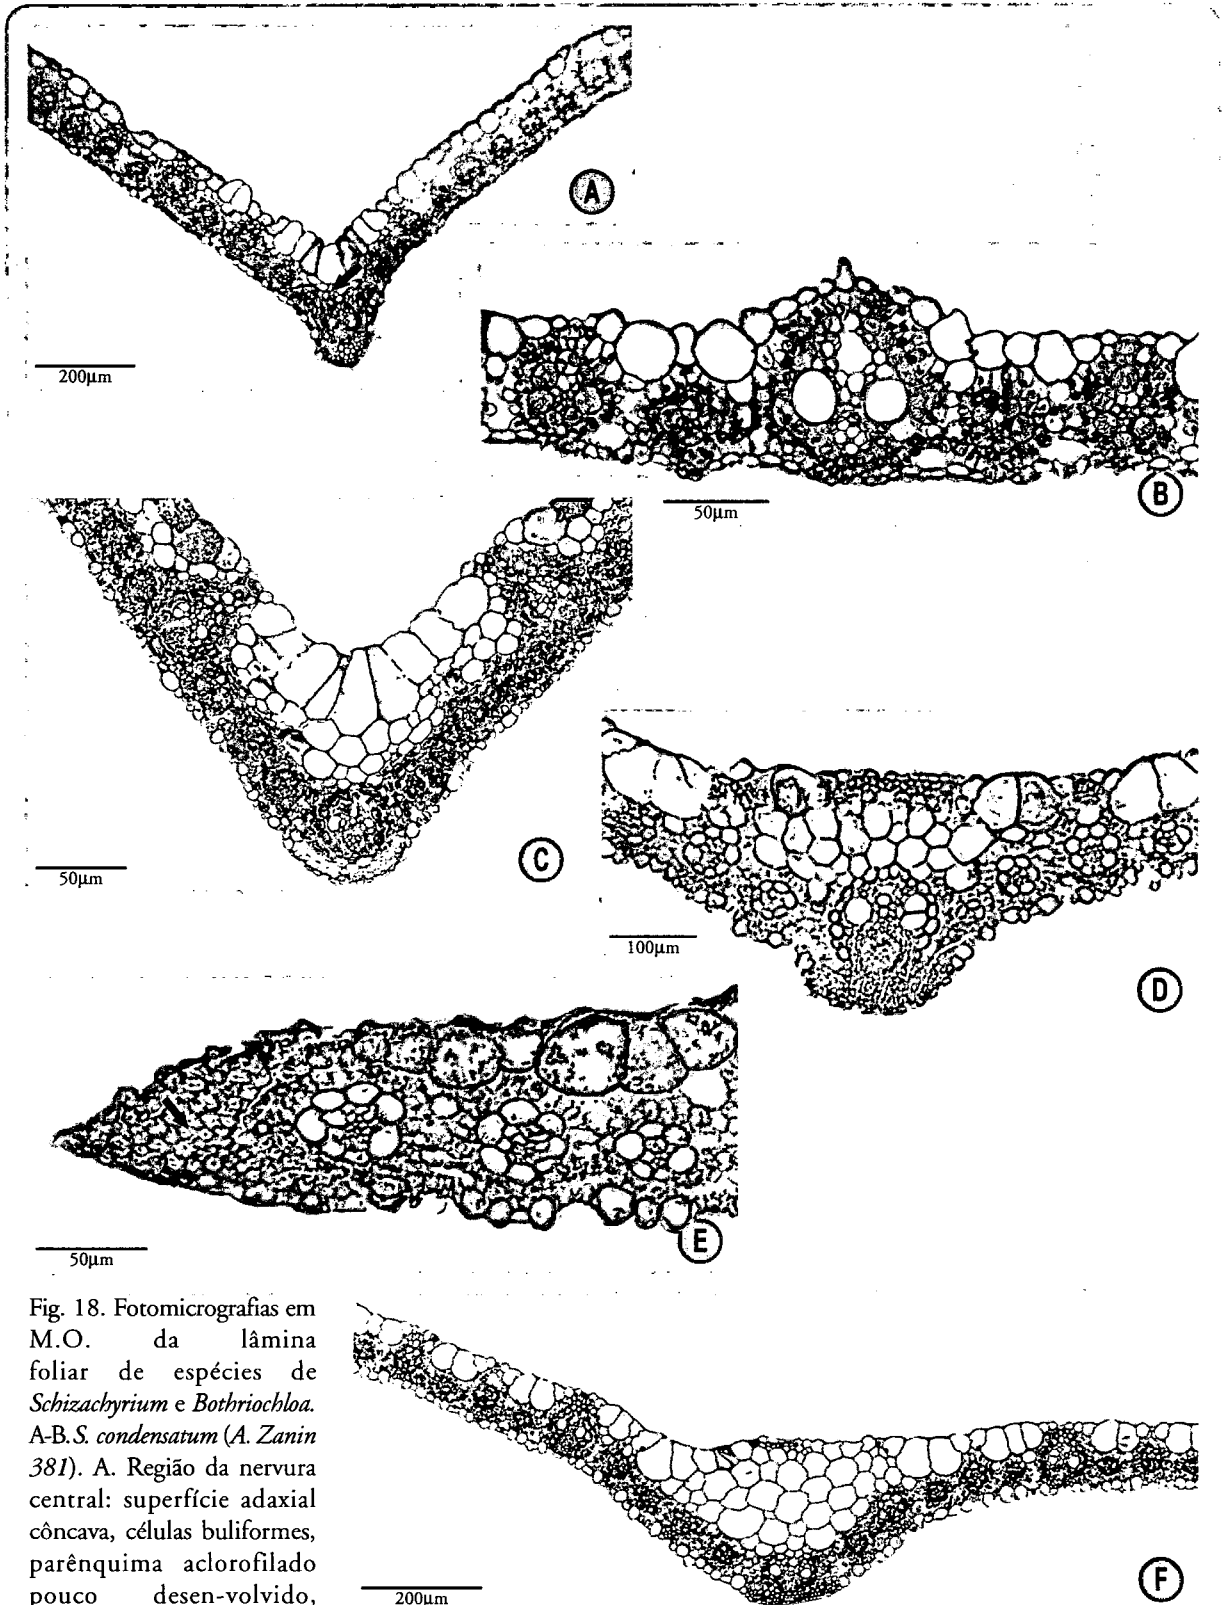 A
200µm
B
50µm
C
50µm
100µm
D
E
50µm
Fig. 18. Fotomicrografias em
M.O. da lâmina
foliar de espécies de
Schizachyrium e Bothriochloa.
A-B. S. condensatum (A. Zanin
381). A. Região da nervura
central: superfície adaxial
côncava, células buliformes,
parênquima aclorofilado
pouco desen-volvido,
F
200µm